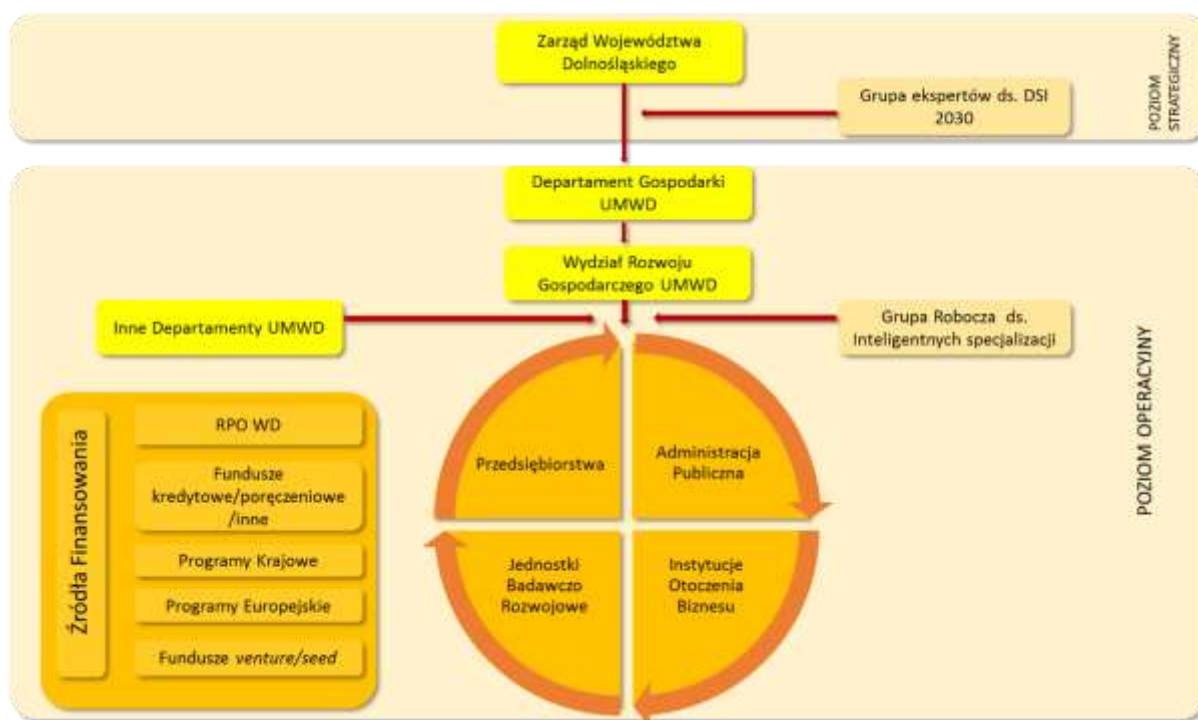 Zarząd Województwa
Dolnośląskiego
Grupa ekspertów ds. DSI
2030
POZIOM
STRATEGICZNY
Departament Gospodarki
UMWD
Wydział Rozwoju
Gospodarczego UMWD
Inne Departamenty UMWD
Grupa Robocza ds.
Inteligentnych specjalizacji
POZIOM OPERACYJNY
Źródła Finansowania
RPO WD
Fundusze
kredytowe/poręczeniowe
/inne
Programy Krajowe
Programy Europejskie
Fundusze venture/seed
Przedsiębiorstwa
Administracja
Publiczna
Jednostki
Badawczo
Rozwojowe
Instytucje
Otoczenia
Biznesu